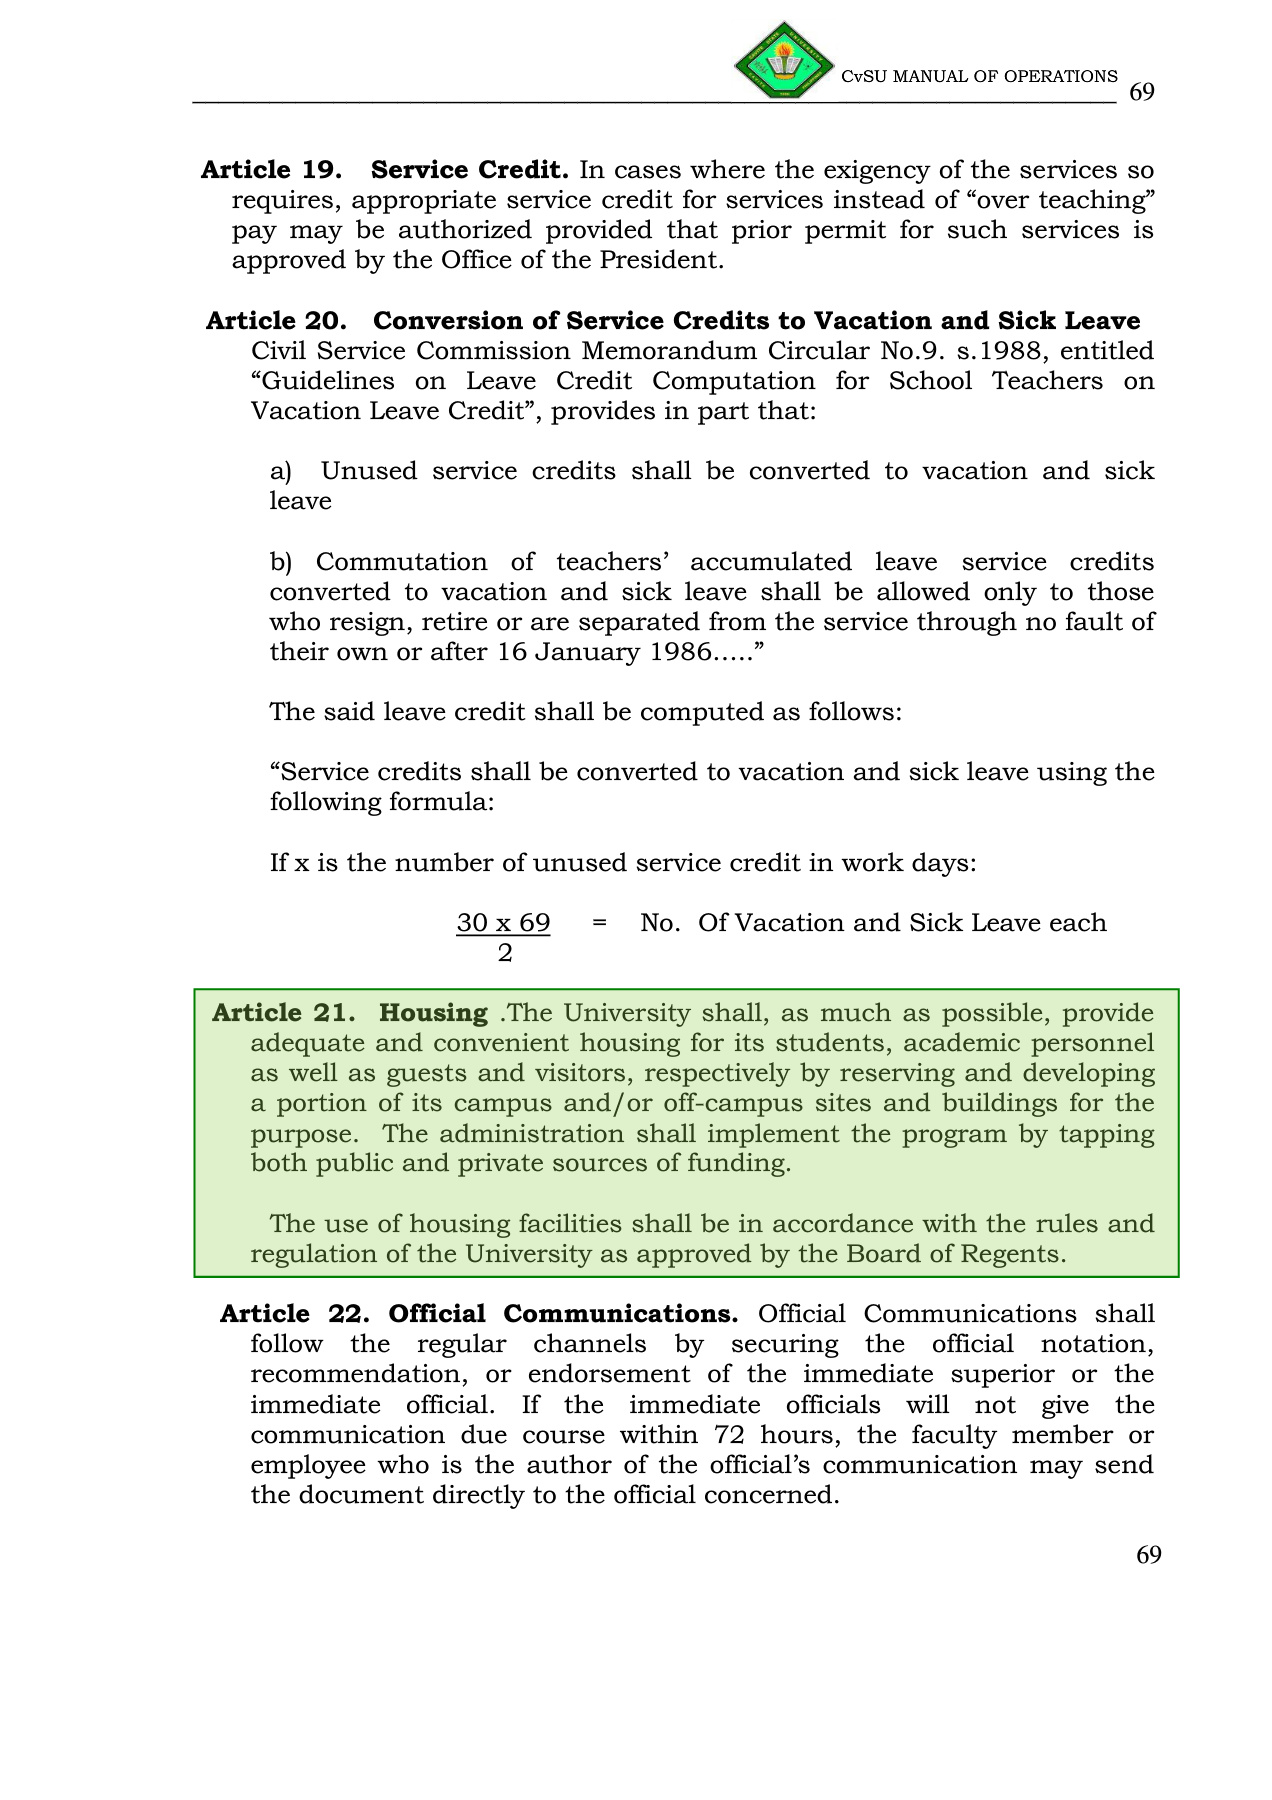 CvSU MANUAL OF OPERATIONS
69
Article 19. Service Credit. In cases where the exigency of the services so
requires, appropriate service credit for services instead of “over teaching”
pay may be authorized provided that prior permit for such services is
approved by the Office of the President.
Article 20. Conversion of Service Credits to Vacation and Sick Leave
Civil Service Commission Memorandum Circular No.9. s.1988, entitled
“Guidelines on Leave Credit Computation for School Teachers on
Vacation Leave Credit”, provides in part that:
a) Unused service credits shall be converted to vacation and sick
leave
b) Commutation of teachers’ accumulated leave service credits
converted to vacation and sick leave shall be allowed only to those
who resign, retire or are separated from the service through no fault of
their own or after 16 January 1986…..”
The said leave credit shall be computed as follows:
“Service credits shall be converted to vacation and sick leave using the
following formula:
If x is the number of unused service credit in work days:
30 x 69 = No. Of Vacation and Sick Leave each
2
Article 21. Housing .The University shall, as much as possible, provide
adequate and convenient housing for its students, academic personnel
as well as guests and visitors, respectively by reserving and developing
a portion of its campus and/or off-campus sites and buildings for the
purpose. The administration shall implement the program by tapping
both public and private sources of funding.
The use of housing facilities shall be in accordance with the rules and
regulation of the University as approved by the Board of Regents.
Article 22. Official Communications. Official Communications shall
follow the regular channels by securing the official notation,
recommendation, or endorsement of the immediate superior or the
immediate official. If the immediate officials will not give the
communication due course within 72 hours, the faculty member or
employee who is the author of the official’s communication may send
the document directly to the official concerned.
69